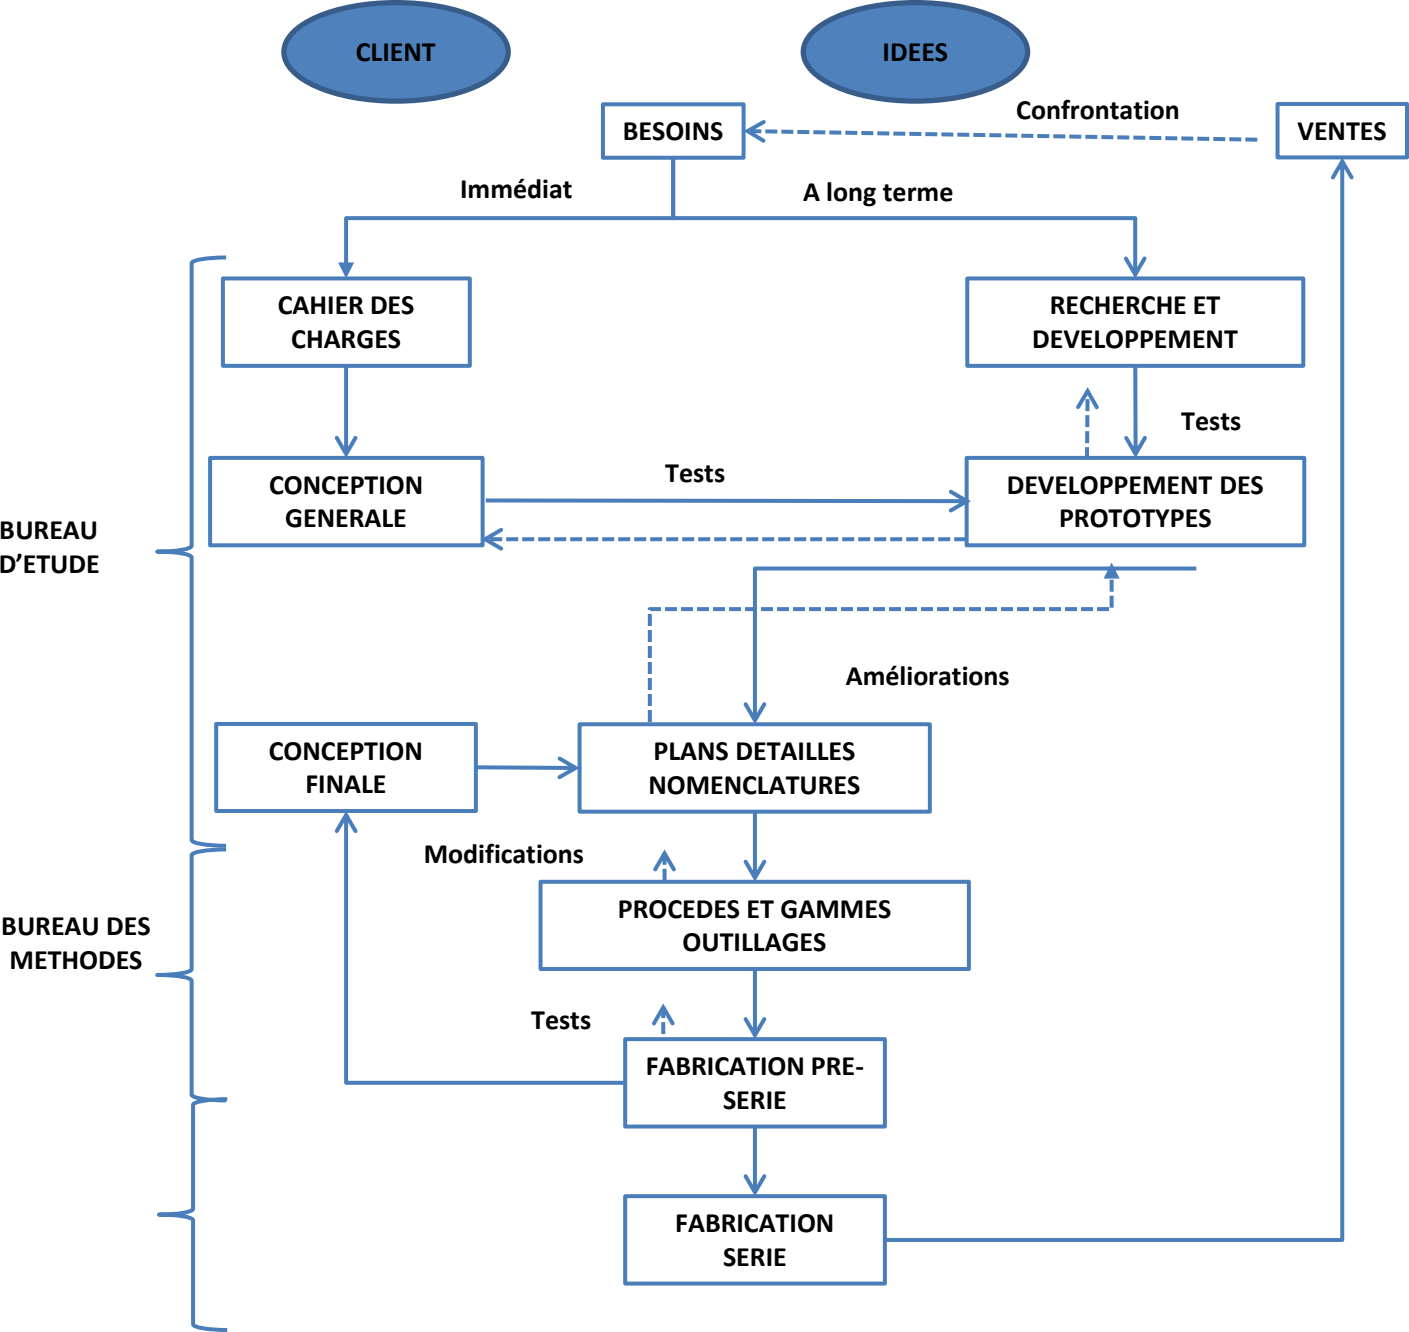 CLIENT
IDEES
Confrontation
BESOINS
VENTES
Immédiat
A long terme
CAHIER DES
CHARGES
RECHERCHE ET
DEVELOPPEMENT
Tests
Tests
CONCEPTION
GENERALE
DEVELOPPEMENT DES
PROTOTYPES
BUREAU
D’ETUDE
Améliorations
CONCEPTION
FINALE
PLANS DETAILLES
NOMENCLATURES
Modifications
PROCEDES ET GAMMES
OUTILLAGES
BUREAU DES
METHODES
Tests
FABRICATION PRE-
SERIE
FABRICATION
SERIE